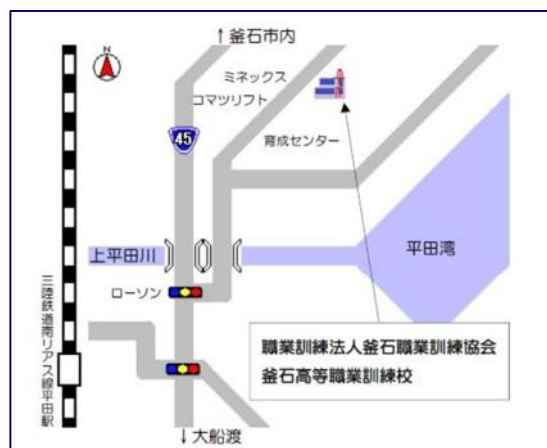 ↑釜石市内
N
ミネックス
コマツリフト
45
育成センター
上平田川
平田湾
ローソン
三陸鉄道南リアス線平田駅
職業訓練法人釜石職業訓練協会
釜石高等職業訓練校
↓大船渡